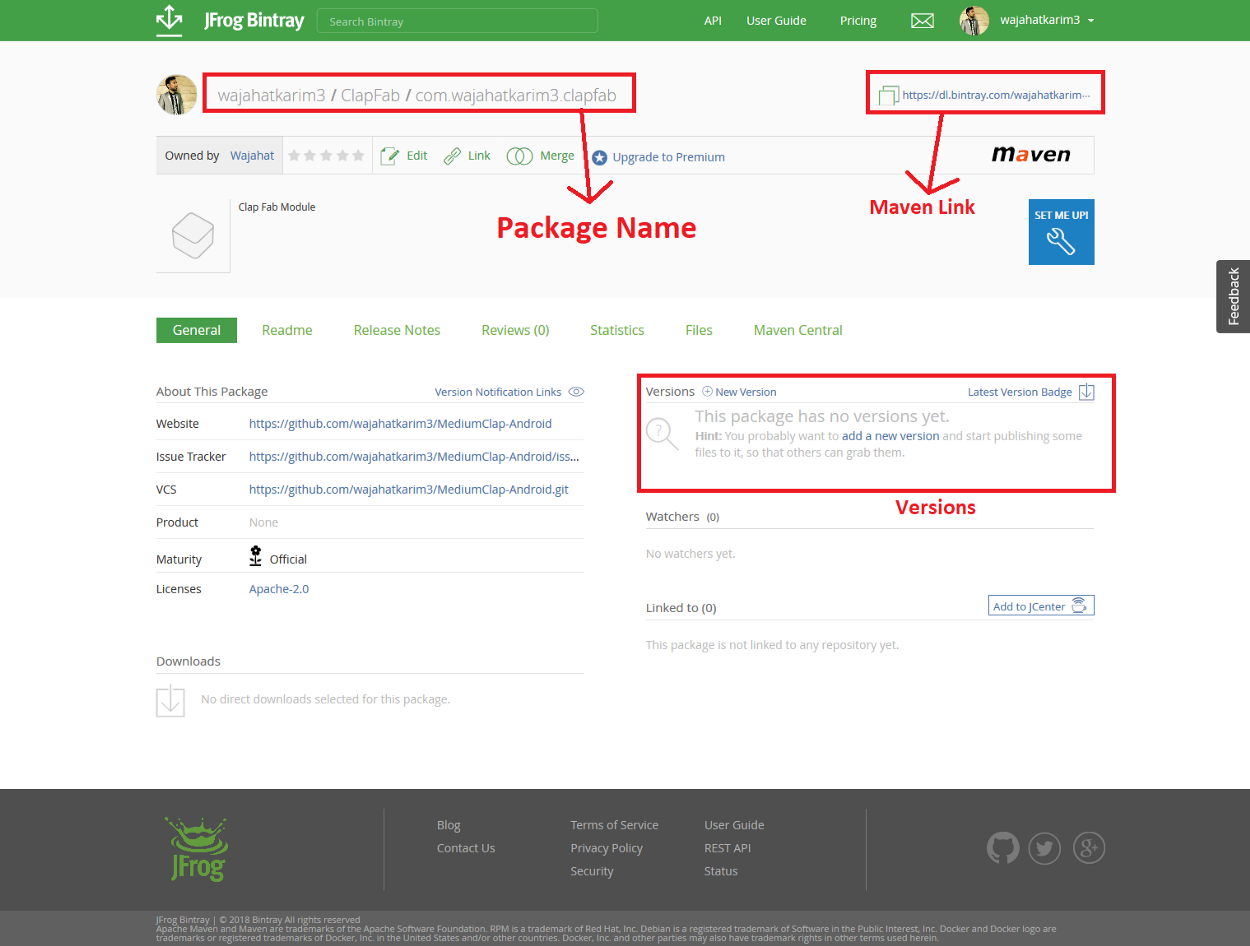 JFrog Bintray
Search Bintray
API
User Guide
Pricing
wajahatkarim3
wajahatkarim3 / ClapFab / com.wajahatkarim3.clapfab
https://dl.bintray.com/wajahatkarim···
Owned by Wajahat
Edit
Link
Merge
Upgrade to Premium
maven
Clap Fab Module
Package Name
Maven Link
SET ME UP!
Feedback
General
Readme
Release Notes
Reviews (0)
Statistics
Files
Maven Central
About This Package
Version Notification Links
Website https://github.com/wajahatkarim3/MediumClap-Android
Issue Tracker https://github.com/wajahatkarim3/MediumClap-Android/iss...
VCS https://github.com/wajahatkarim3/MediumClap-Android.git
Product None
Maturity Official
Licenses Apache-2.0
Downloads
No direct downloads selected for this package.
Versions
New Version
Latest Version Badge
?
This package has no versions yet.
Hint: You probably want to add a new version and start publishing some
files to it, so that others can grab them.
Versions
Watchers (0)
No watchers yet.
Linked to (0)
Add to JCenter
This package is not linked to any repository yet.
JFrog
Blog
Contact Us
Terms of Service
Privacy Policy
Security
User Guide
REST API
Status
g+
JFrog Bintray | © 2018 Bintray All rights reserved
Apache Maven and Maven are trademarks of the Apache Software Foundation. RPM is a trademark of Red Hat, Inc. Debian is a registered trademark of Software in the Public Interest, Inc. Docker and Docker logo are
trademarks or registered trademarks of Docker, Inc. in the United States and/or other countries. Docker, Inc. and other parties may also have trademark rights in other terms used herein.